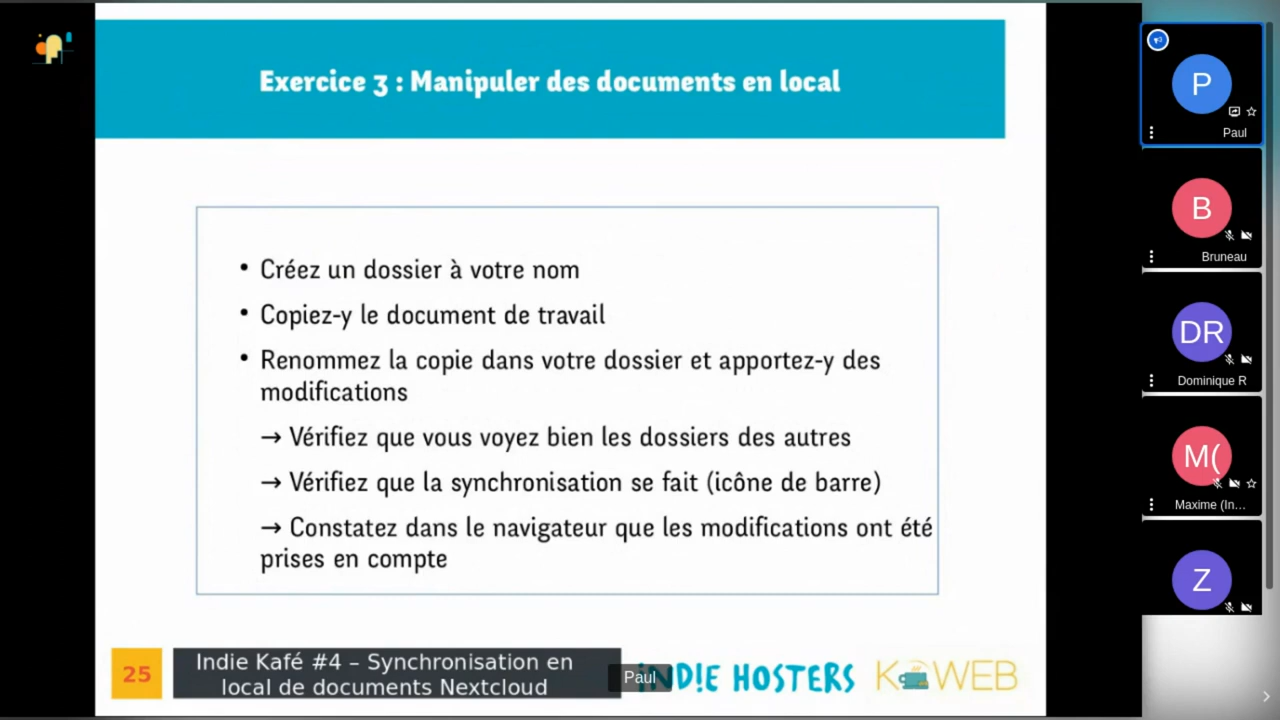 Exercice 3 : Manipuler des documents en local
• Créez un dossier à votre nom
• Copiez-y le document de travail
• Renommez la copie dans votre dossier et apportez-y des
modifications
→ Vérifiez que vous voyez bien les dossiers des autres
→ Vérifiez que la synchronisation se fait (icône de barre)
→ Constatez dans le navigateur que les modifications ont été
prises en compte
25
Indie Kafé #4 – Synchronisation en
local de documents Nextcloud
Paul
INDIE HOSTERS
K WEB
P
Paul
B
Bruneau
DR
Dominique R
M(
Maxime (In...
Z